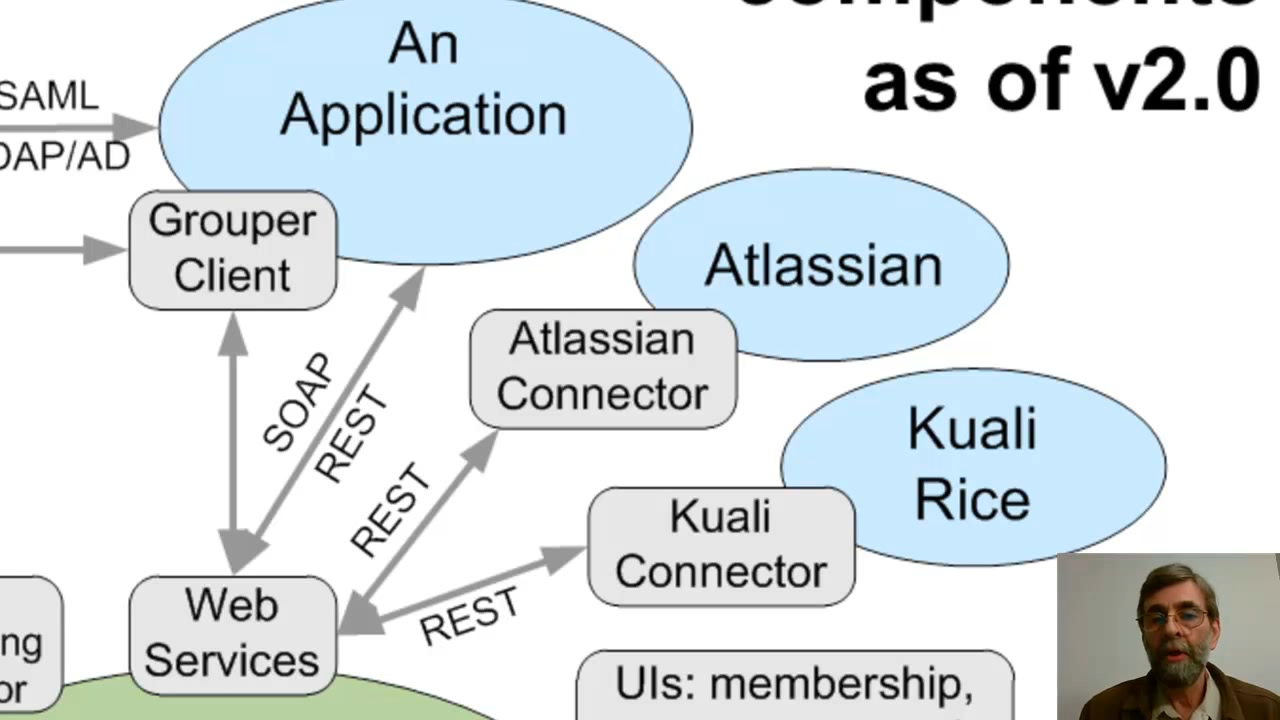 components
as of v2.0
SAML
DAP/AD
An
Application
Grouper
Client
Atlassian
Atlassian
Connector
SOAP
REST
REST
Kuali
Rice
Kuali
Connector
REST
Web
Services
ng
or
UIs: membership,